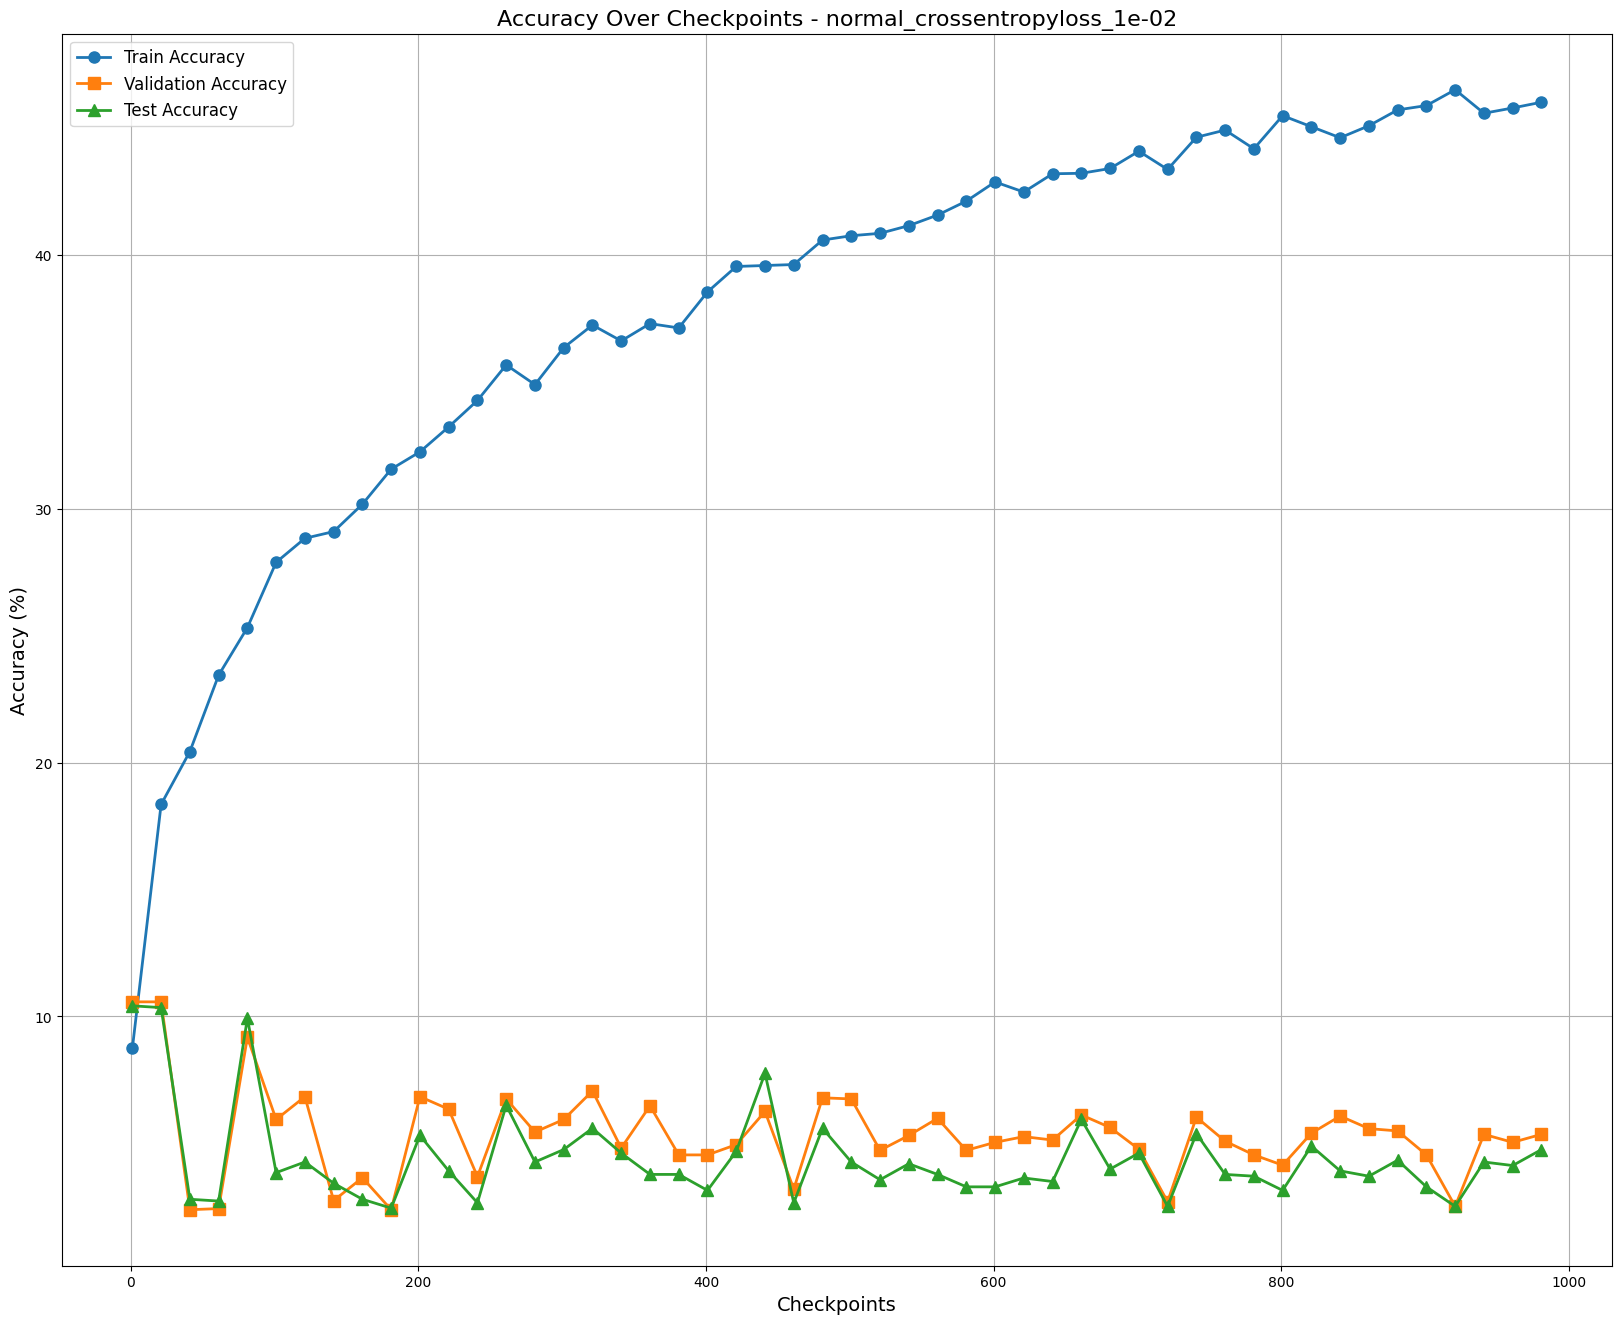 Accuracy Over Checkpoints - normal_crossentropyloss_1e-02
Train Accuracy
Validation Accuracy
Test Accuracy
Accuracy (%)
40
30
20
10
0 200 400 600 800 1000
Checkpoints